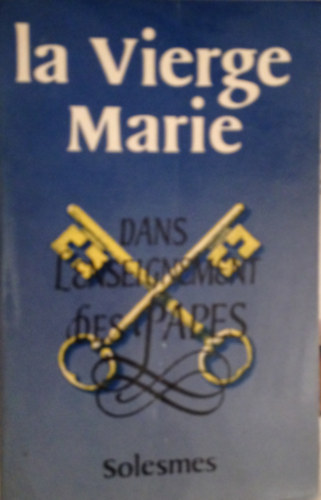 la Vierge
Marie
DANS
L'ENSEIGNEMENT
DES PAPES
Solesmes